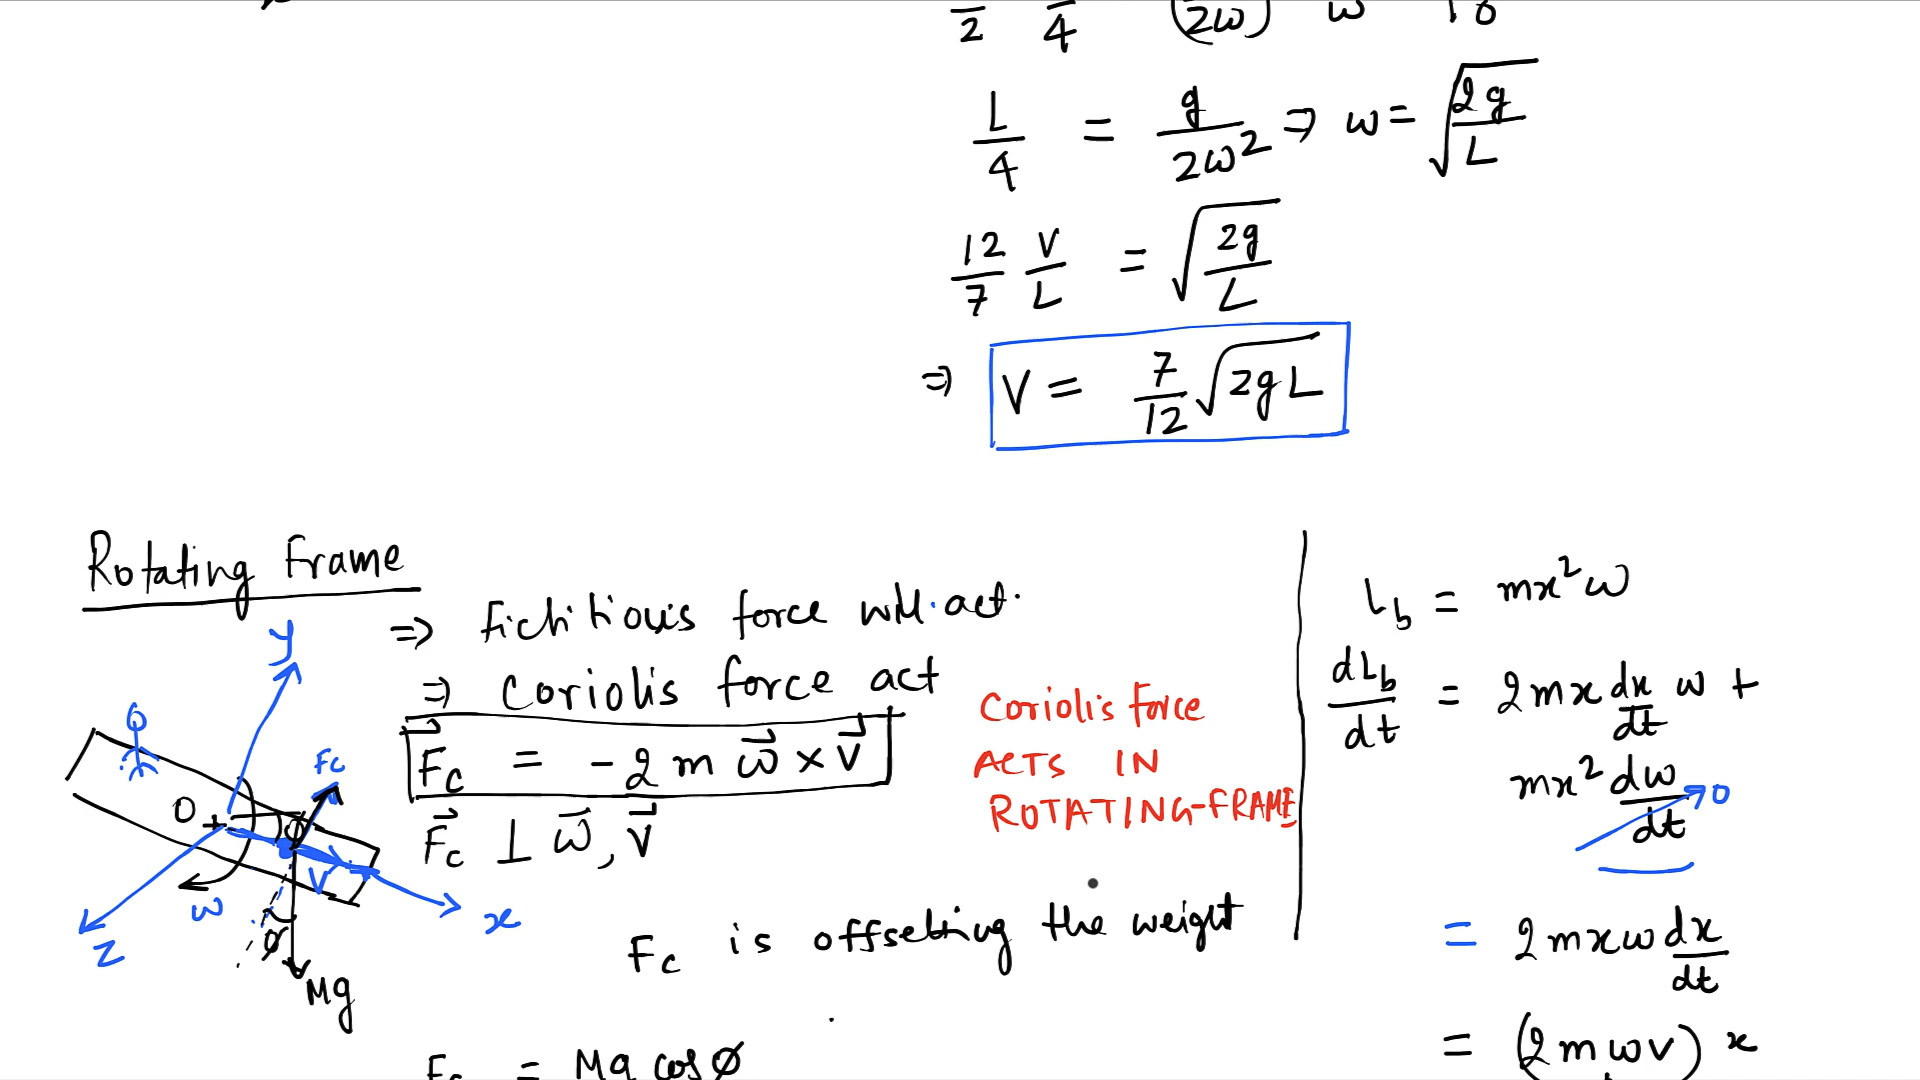 L/4 = g/2ω² ⇒ ω = √(2g/L)
12/7 V/L = √(2g/L)
⇒ V = 7/12 √(2gL)
Rotating Frame
⇒ Fictitious force will act.
⇒ Coriolis force act
F⃗c = -2m ω⃗ × v⃗
F⃗c ⊥ ω⃗, v⃗
Fc is offsetting the weight
Fc = Mg cos ø
Coriolis force
ACTS IN
ROTATING-FRAME
y
Fc
O
V
ω
x
z
ø
Mg
Lb = mx²ω
dLb/dt = 2mx dx/dt ω +
mx² dω/dt → 0
= 2mxω dx/dt
= (2mωv) x